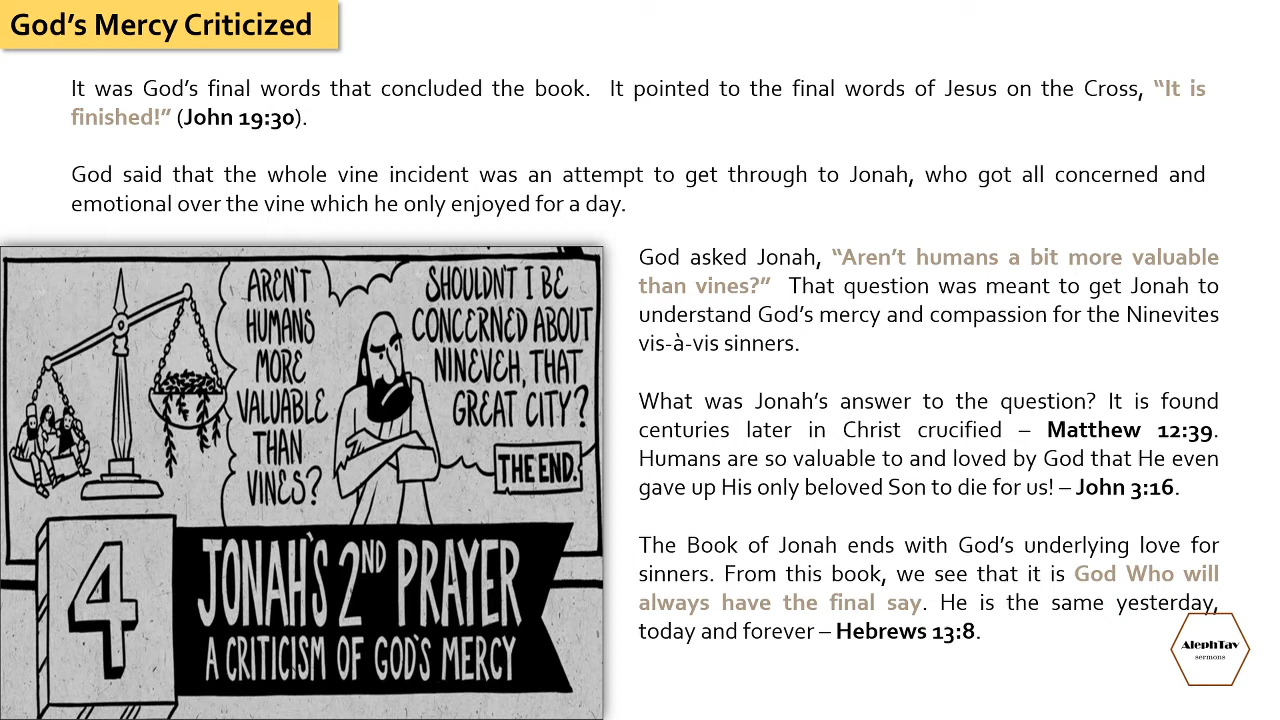 God's Mercy Criticized
It was God's final words that concluded the book.  It pointed to the final words of Jesus on the Cross, "It is
finished!" (John 19:30).
God said that the whole vine incident was an attempt to get through to Jonah, who got all concerned and
emotional over the vine which he only enjoyed for a day.
AREN'T
HUMANS
MORE
VALUABLE
THAN
VINES?
SHOULDN'T I BE
CONCERNED ABOUT
NINEVEH, THAT
GREAT CITY?
THE END.
4
JONAH'S 2ND PRAYER
A CRITICISM OF GOD'S MERCY
God asked Jonah, "Aren't humans a bit more valuable
than vines?"  That question was meant to get Jonah to
understand God's mercy and compassion for the Ninevites
vis-à-vis sinners.
What was Jonah's answer to the question? It is found
centuries later in Christ crucified – Matthew 12:39.
Humans are so valuable to and loved by God that He even
gave up His only beloved Son to die for us! – John 3:16.
The Book of Jonah ends with God's underlying love for
sinners. From this book, we see that it is God Who will
always have the final say. He is the same yesterday,
today and forever – Hebrews 13:8.
AlephTav
sermons